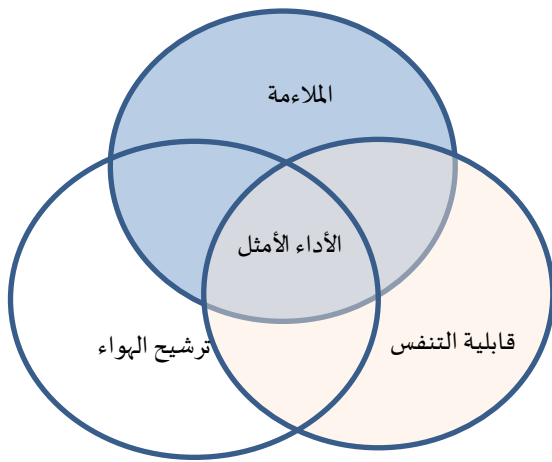 الملاءمة
الأداء الأمثل
قابلية التنفس
ترشيح الهواء